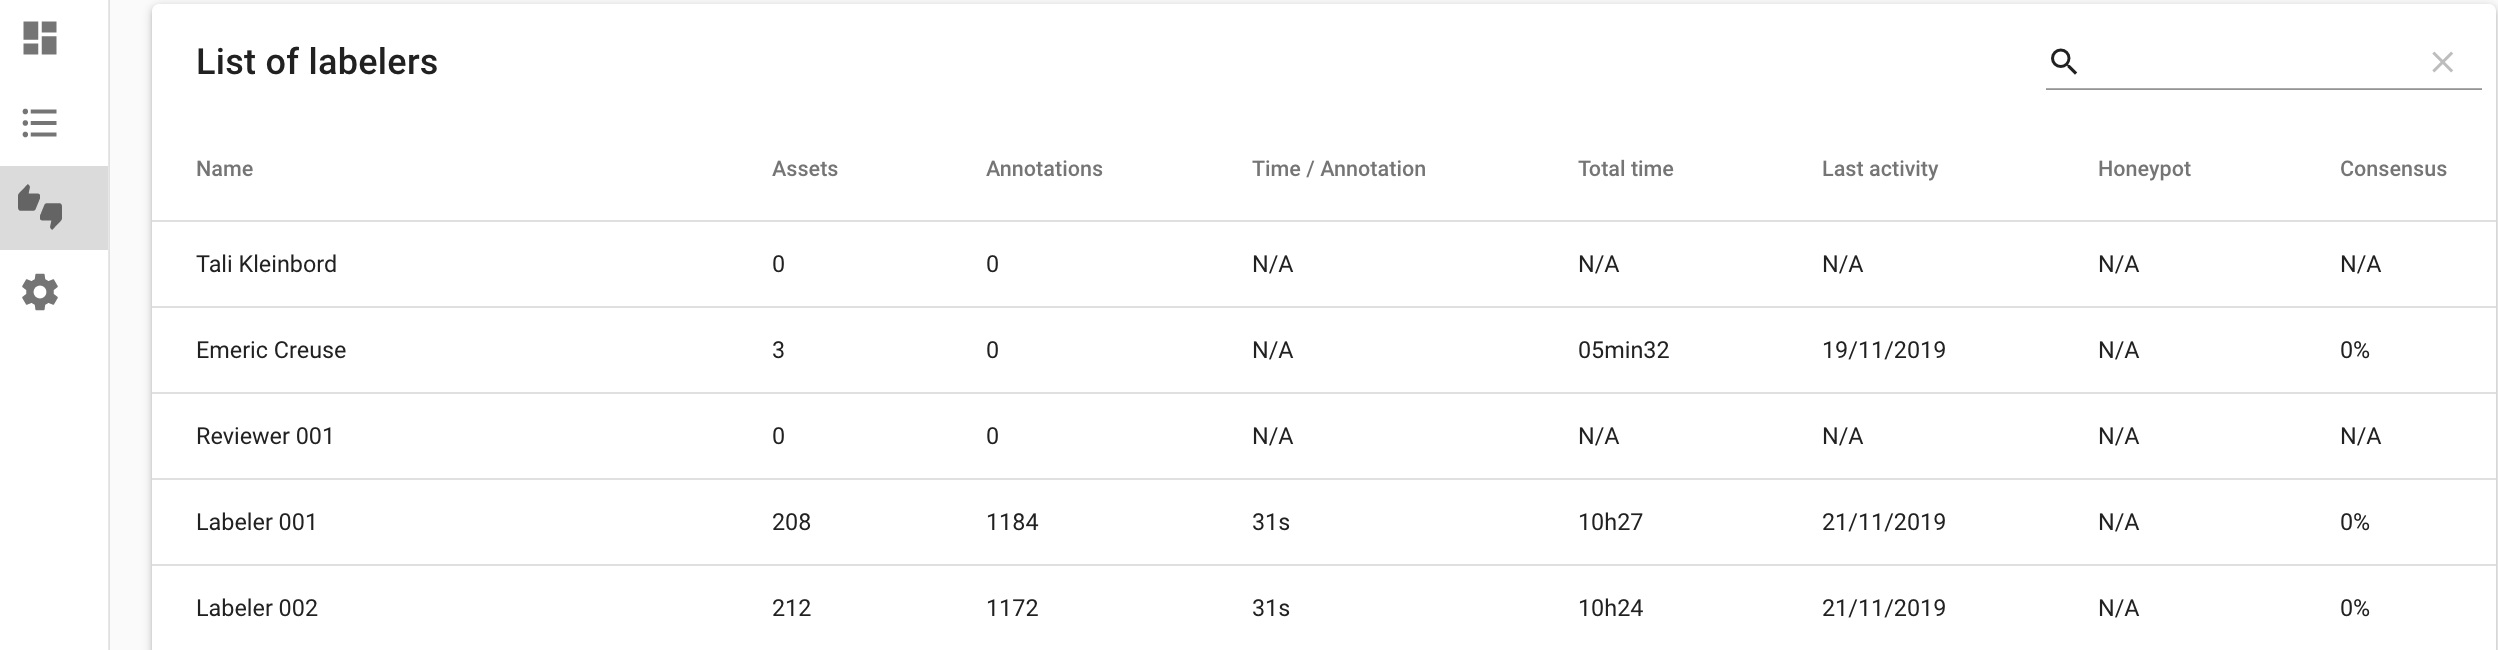 List of labelers
Name Assets Annotations Time / Annotation Total time Last activity Honeypot Consensus
Tali Kleinbord 0 0 N/A N/A N/A N/A N/A
Emeric Creuse 3 0 N/A 05min32 19/11/2019 N/A 0%
Reviewer 001 0 0 N/A N/A N/A N/A N/A
Labeler 001 208 1184 31s 10h27 21/11/2019 N/A 0%
Labeler 002 212 1172 31s 10h24 21/11/2019 N/A 0%